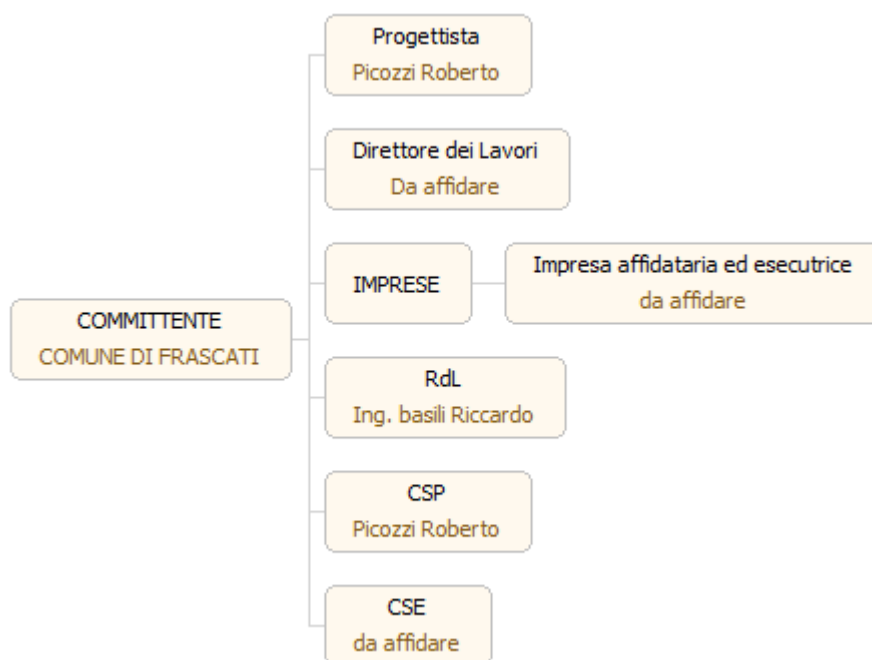 COMMITTENTE
COMUNE DI FRASCATI
Progettista
Picozzi Roberto
Direttore dei Lavori
Da affidare
IMPRESE
Impresa affidataria ed esecutrice
da affidare
RdL
Ing. basili Riccardo
CSP
Picozzi Roberto
CSE
da affidare